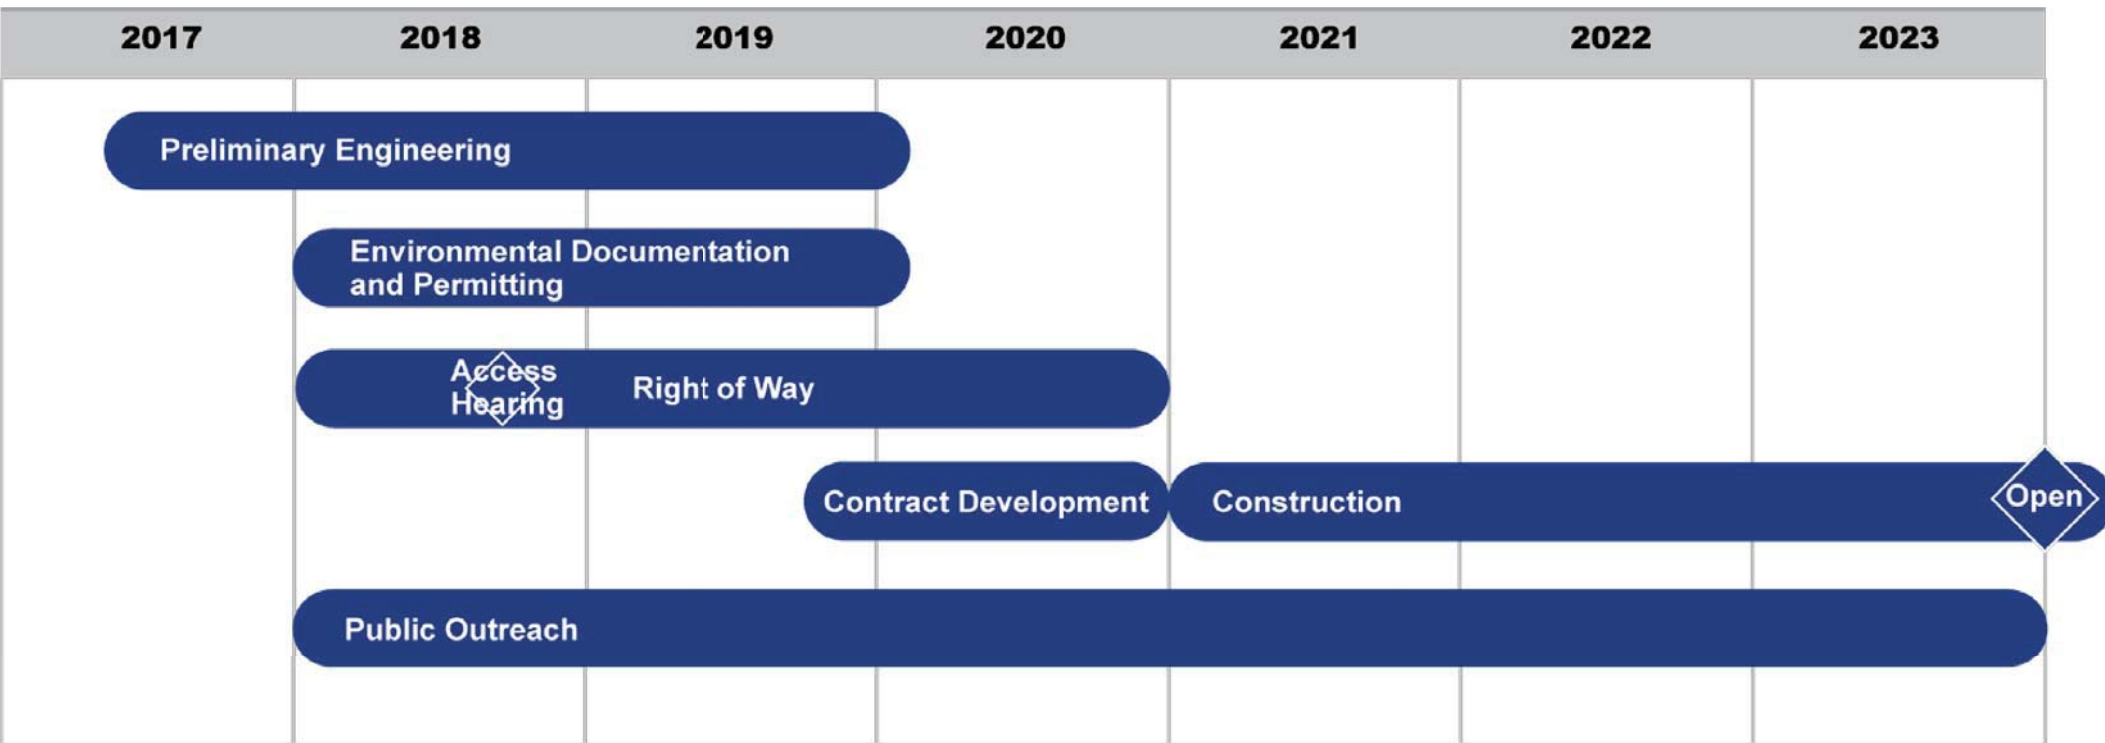 2017 2018 2019 2020 2021 2022 2023
Preliminary Engineering
Environmental Documentation
and Permitting
Access
Hearing
Right of Way
Contract Development
Construction
Open
Public Outreach